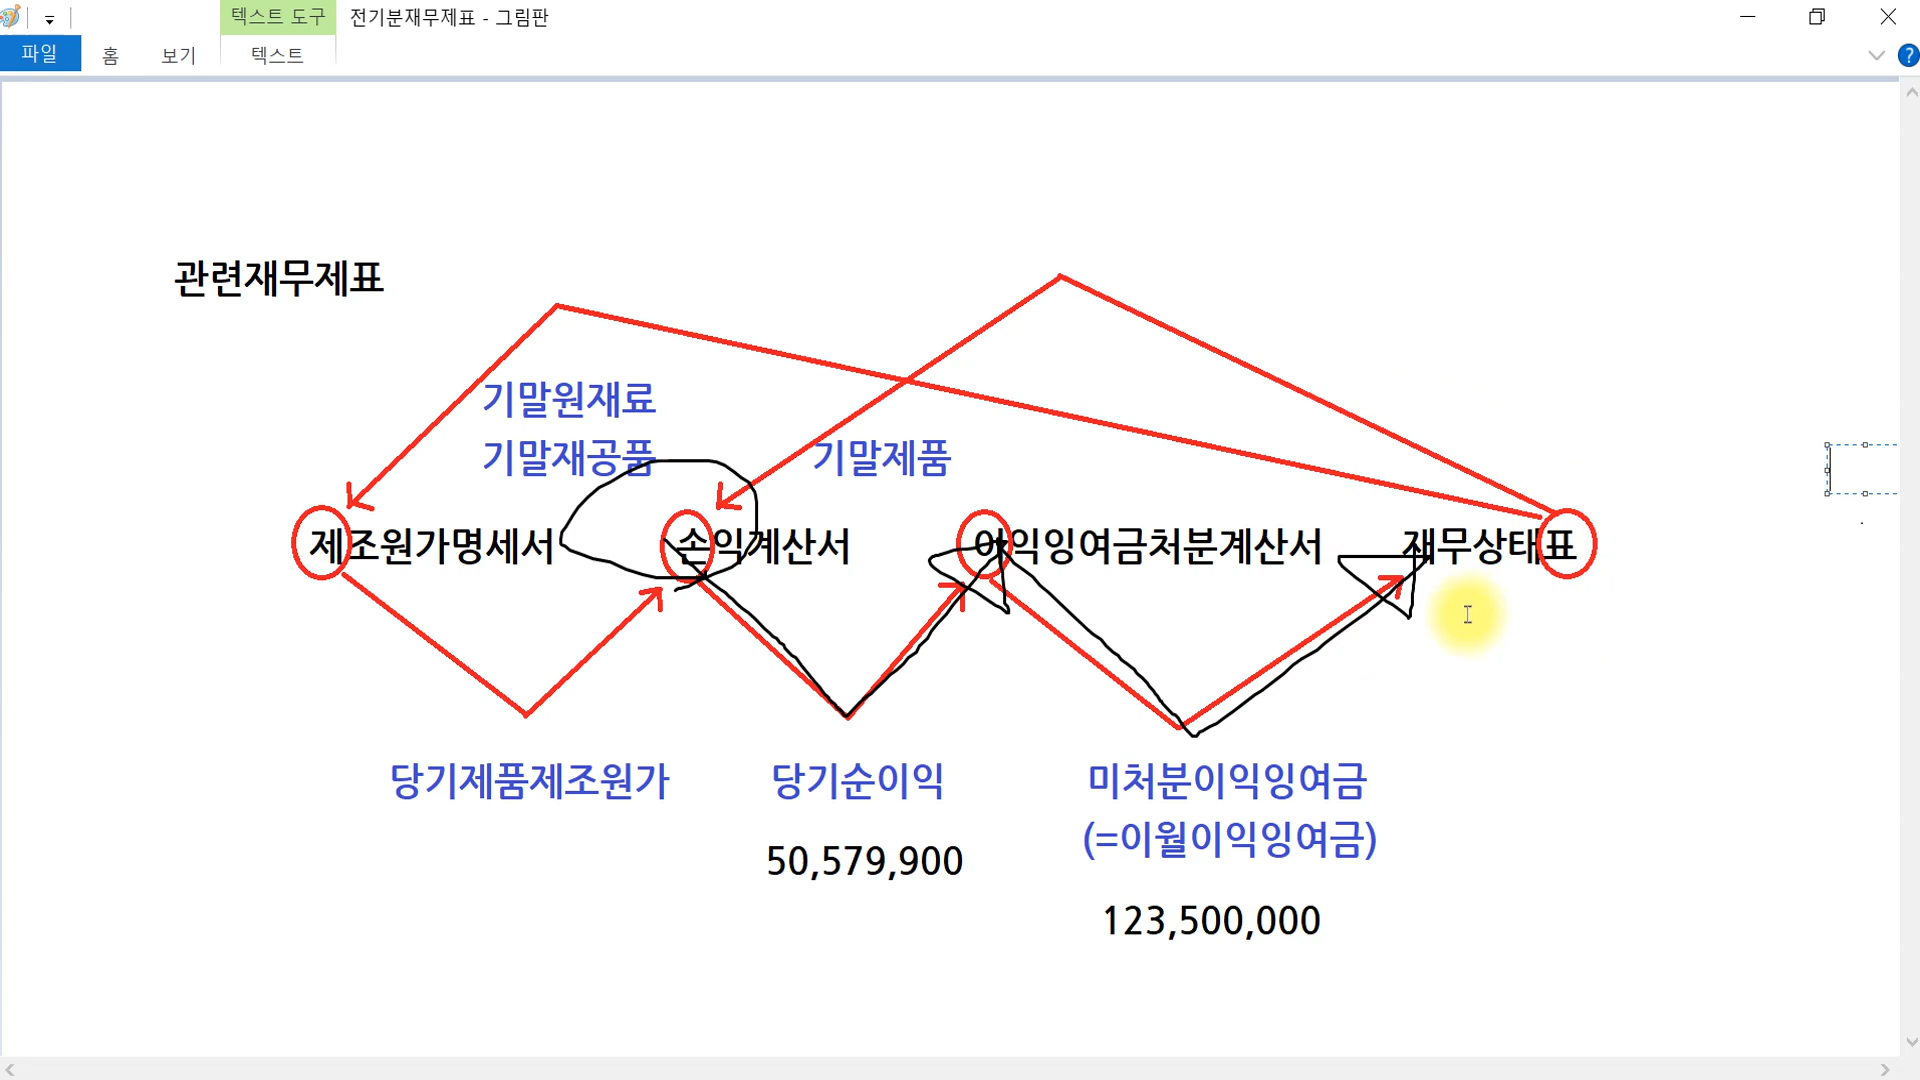 텍스트 도구
전기분재무제표 - 그림판
파일
홈
보기
텍스트
?
관련재무제표
기말원재료
기말재공품
기말제품
제조원가명세서
손익계산서
이익잉여금처분계산서
재무상태표
당기제품제조원가
당기순이익
미처분이익잉여금
(=이월이익잉여금)
50,579,900
123,500,000